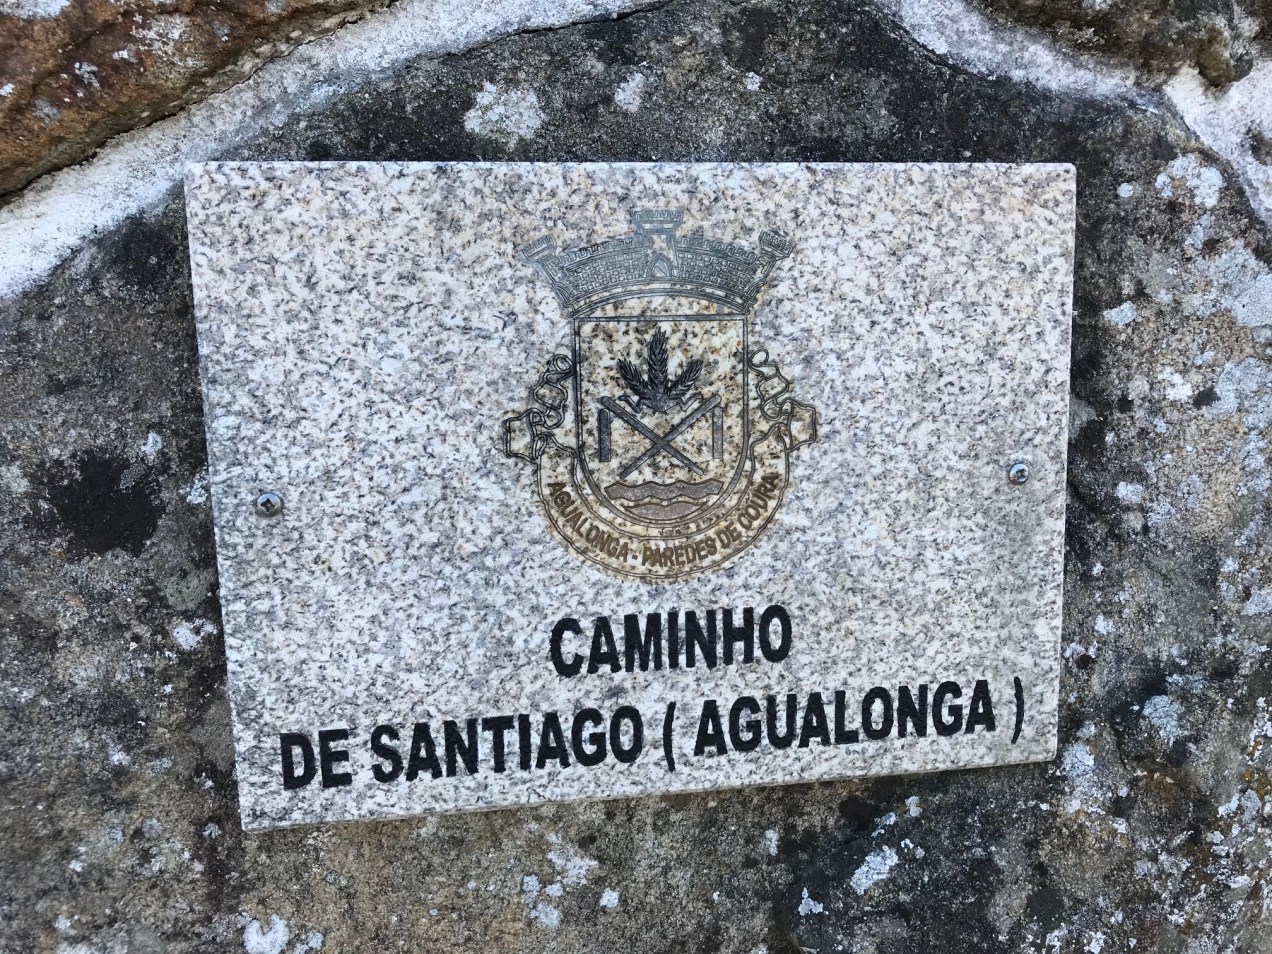 AGUALONGA - PAREDES DE COURA
CAMINHO
DE SANTIAGO ( AGUALONGA )